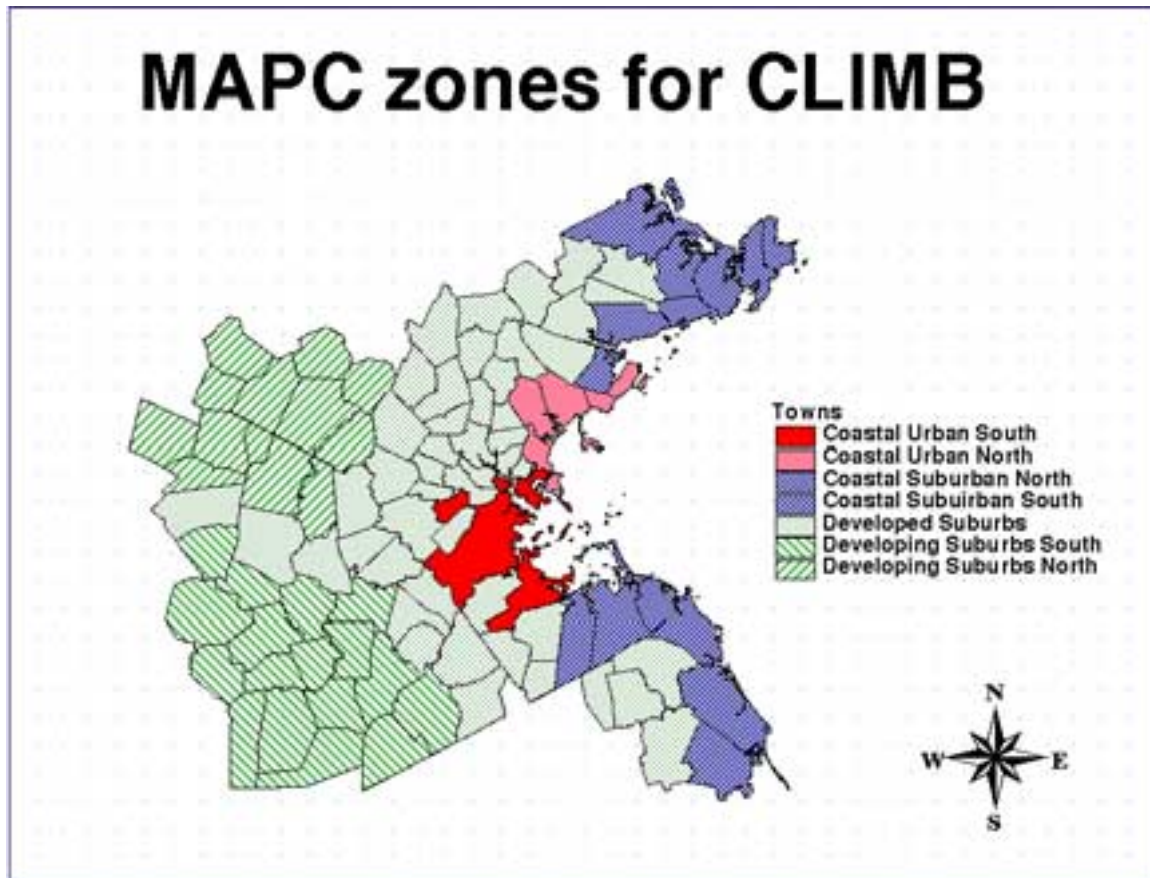 MAPC zones for CLIMB
Towns
Coastal Urban South
Coastal Urban North
Coastal Suburban North
Coastal Subuirban South
Developed Suburbs
Developing Suburbs South
Developing Suburbs North
N
W E
S